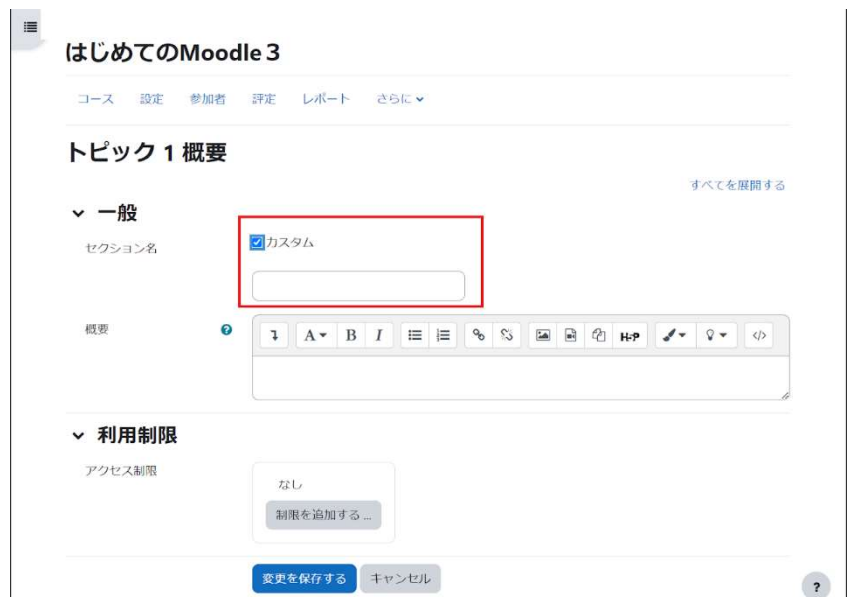 はじめてのMoodle 3
コース 設定 参加者 評定 レポート さらに
トピック 1 概要
すべてを展開する
一般
セクション名
カスタム
概要
?
A B I H-P </>
利用制限
アクセス制限
なし
制限を追加する ...
変更を保存する キャンセル
?